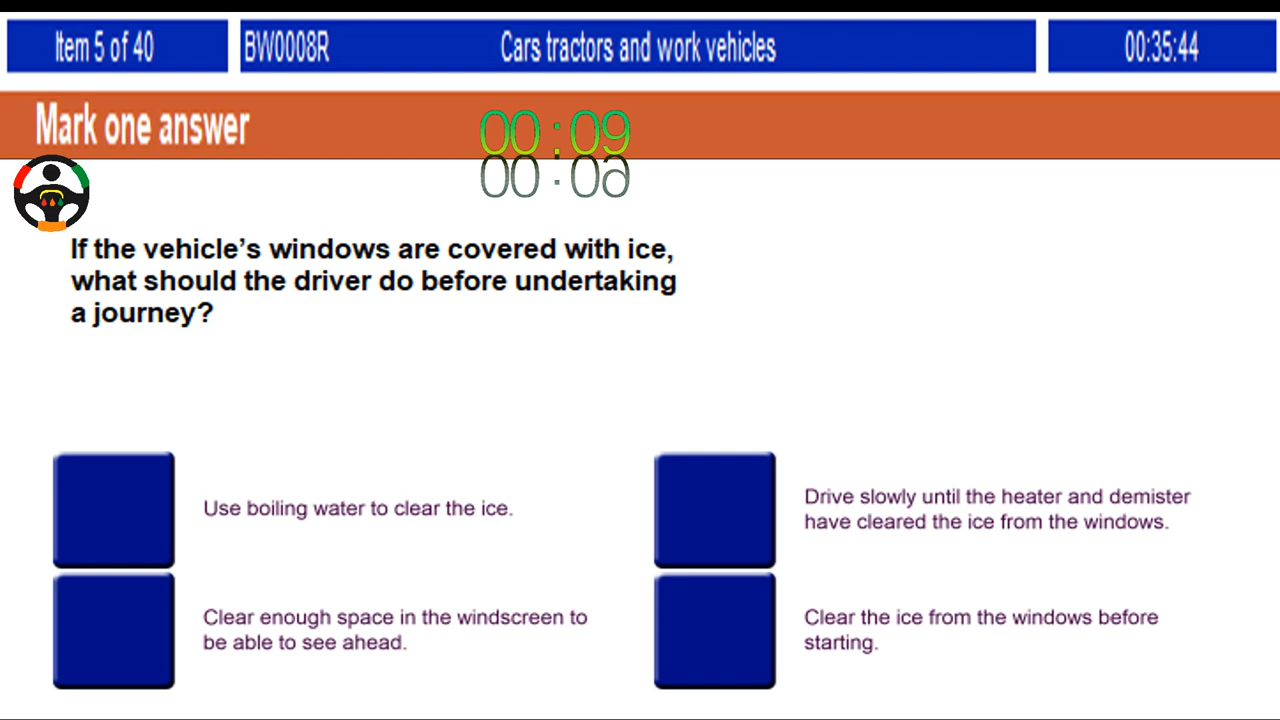 Item 5 of 40
BW0008R
Cars tractors and work vehicles
00:35:44
Mark one answer
00:09
If the vehicle’s windows are covered with ice,
what should the driver do before undertaking
a journey?
Use boiling water to clear the ice.
Drive slowly until the heater and demister
have cleared the ice from the windows.
Clear enough space in the windscreen to
be able to see ahead.
Clear the ice from the windows before
starting.